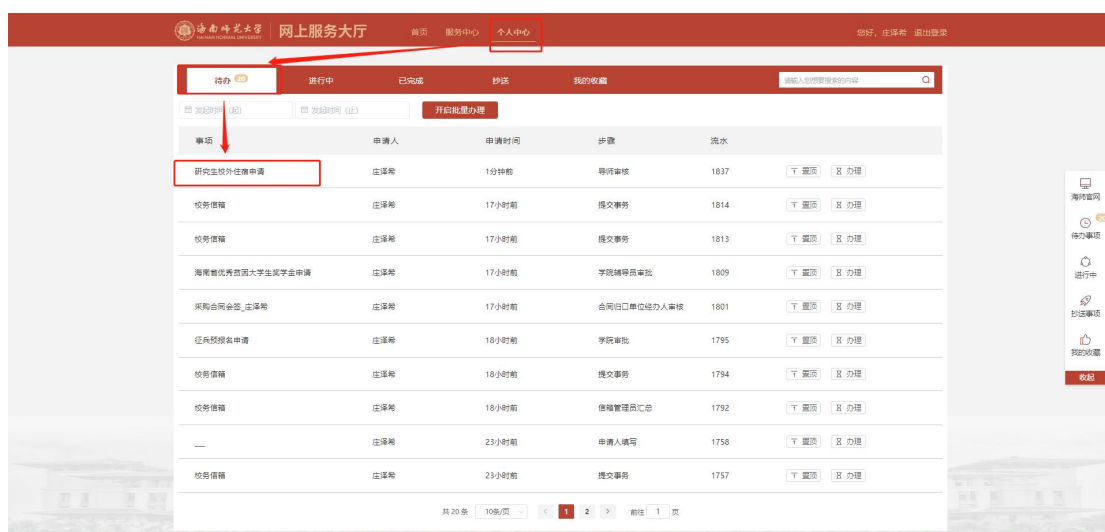 海南师范大学 网上服务大厅 首页 服务中心 个人中心 您好，庄泽希 退出登录
HAINAN NORMAL UNIVERSITY
待办 20 进行中 已完成 抄送 我的收藏 请输入您想要搜索的内容
发起时间 (起) 发起时间 (止) 开启批量办理
事项 申请人 申请时间 步骤 流水
研究生校外住宿申请 庄泽希 1分钟前 导师审核 1837 置顶 办理
校务信箱 庄泽希 17小时前 提交事务 1814 置顶 办理
校务信箱 庄泽希 17小时前 提交事务 1813 置顶 办理
海南省优秀贫困大学生奖学金申请 庄泽希 17小时前 学院辅导员审批 1809 置顶 办理
采购合同会签_庄泽希 庄泽希 17小时前 合同归口单位经办人审核 1801 置顶 办理
征兵预报名申请 庄泽希 18小时前 学院审批 1795 置顶 办理
校务信箱 庄泽希 18小时前 提交事务 1794 置顶 办理
校务信箱 庄泽希 18小时前 信箱管理员汇总 1792 置顶 办理
__ 庄泽希 23小时前 申请人填写 1758 置顶 办理
校务信箱 庄泽希 23小时前 提交事务 1757 置顶 办理
共 20 条 10条/页 1 2 前往 1 页
海师官网
待办事项
进行中
抄送事项
我的收藏
收起